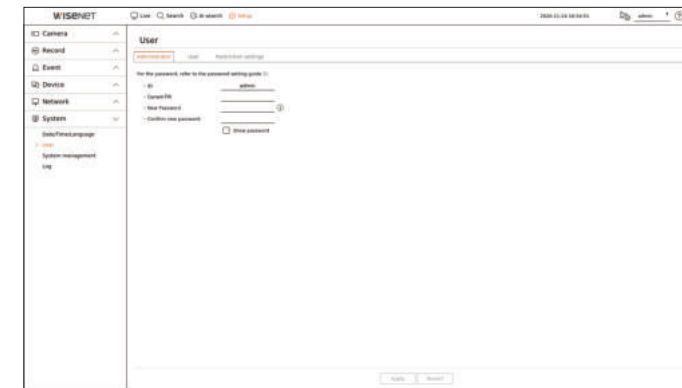 WISENET
Live Search AI search Setup
admin
Camera
Record
Event
Device
Network
System
Date/Time/Language
User
System management
Log
User
Administrator User Restriction settings
For the password, refer to the password setting guide
- ID admin
- Current PW
- New Password
- Confirm new password
Show password
Apply Revert